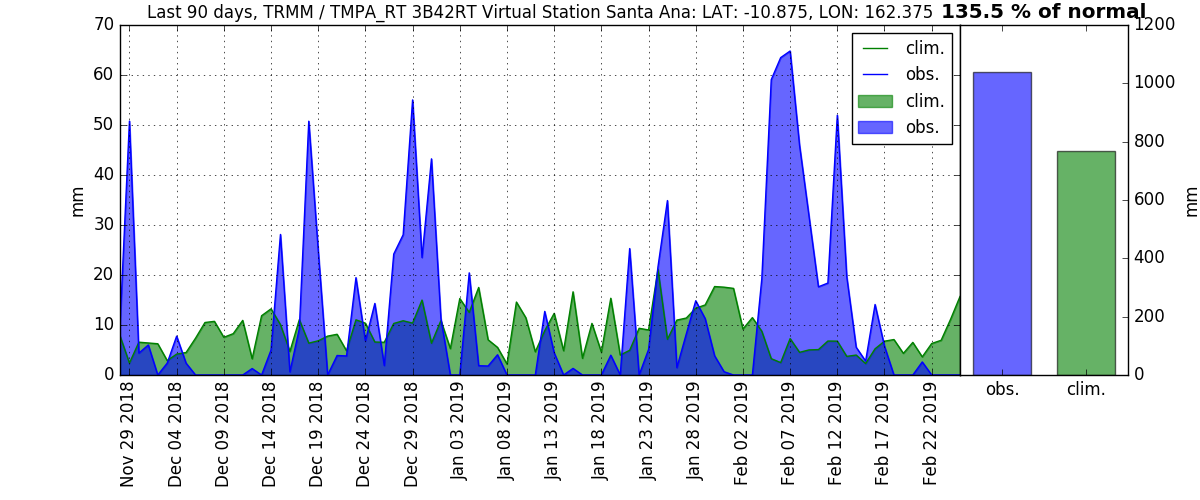 Last 90 days, TRMM / TMPA_RT 3B42RT Virtual Station Santa Ana: LAT: -10.875, LON: 162.375 135.5 % of normal
70
60
50
40
30
20
10
0
mm
clim.
obs.
clim.
obs.
Nov 29 2018
Dec 04 2018
Dec 09 2018
Dec 14 2018
Dec 19 2018
Dec 24 2018
Dec 29 2018
Jan 03 2019
Jan 08 2019
Jan 13 2019
Jan 18 2019
Jan 23 2019
Jan 28 2019
Feb 02 2019
Feb 07 2019
Feb 12 2019
Feb 17 2019
Feb 22 2019
1200
1000
800
600
400
200
0
mm
obs.
clim.